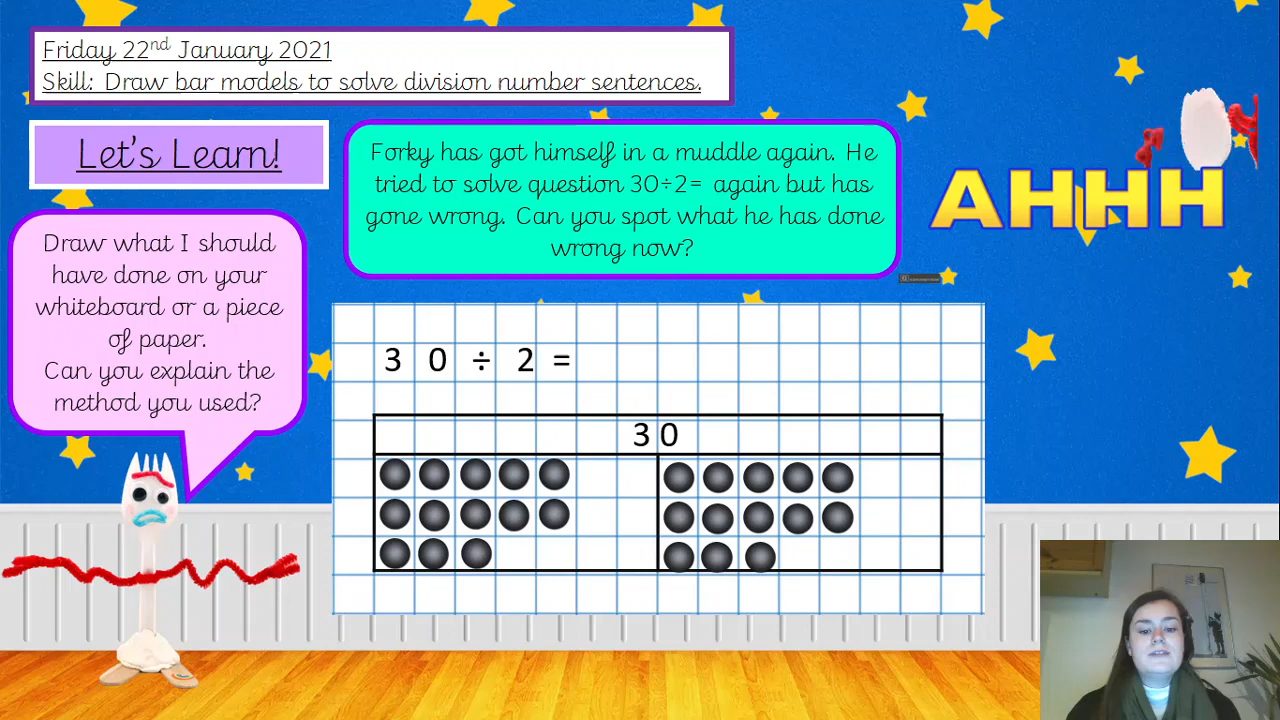 Friday 22nd January 2021
Skill: Draw bar models to solve division number sentences.
Let's Learn!
Forky has got himself in a muddle again. He
tried to solve question 30÷2= again but has
gone wrong. Can you spot what he has done
wrong now?
AHHH
Draw what I should
have done on your
whiteboard or a piece
of paper.
Can you explain the
method you used?
3 0 ÷ 2 =
30